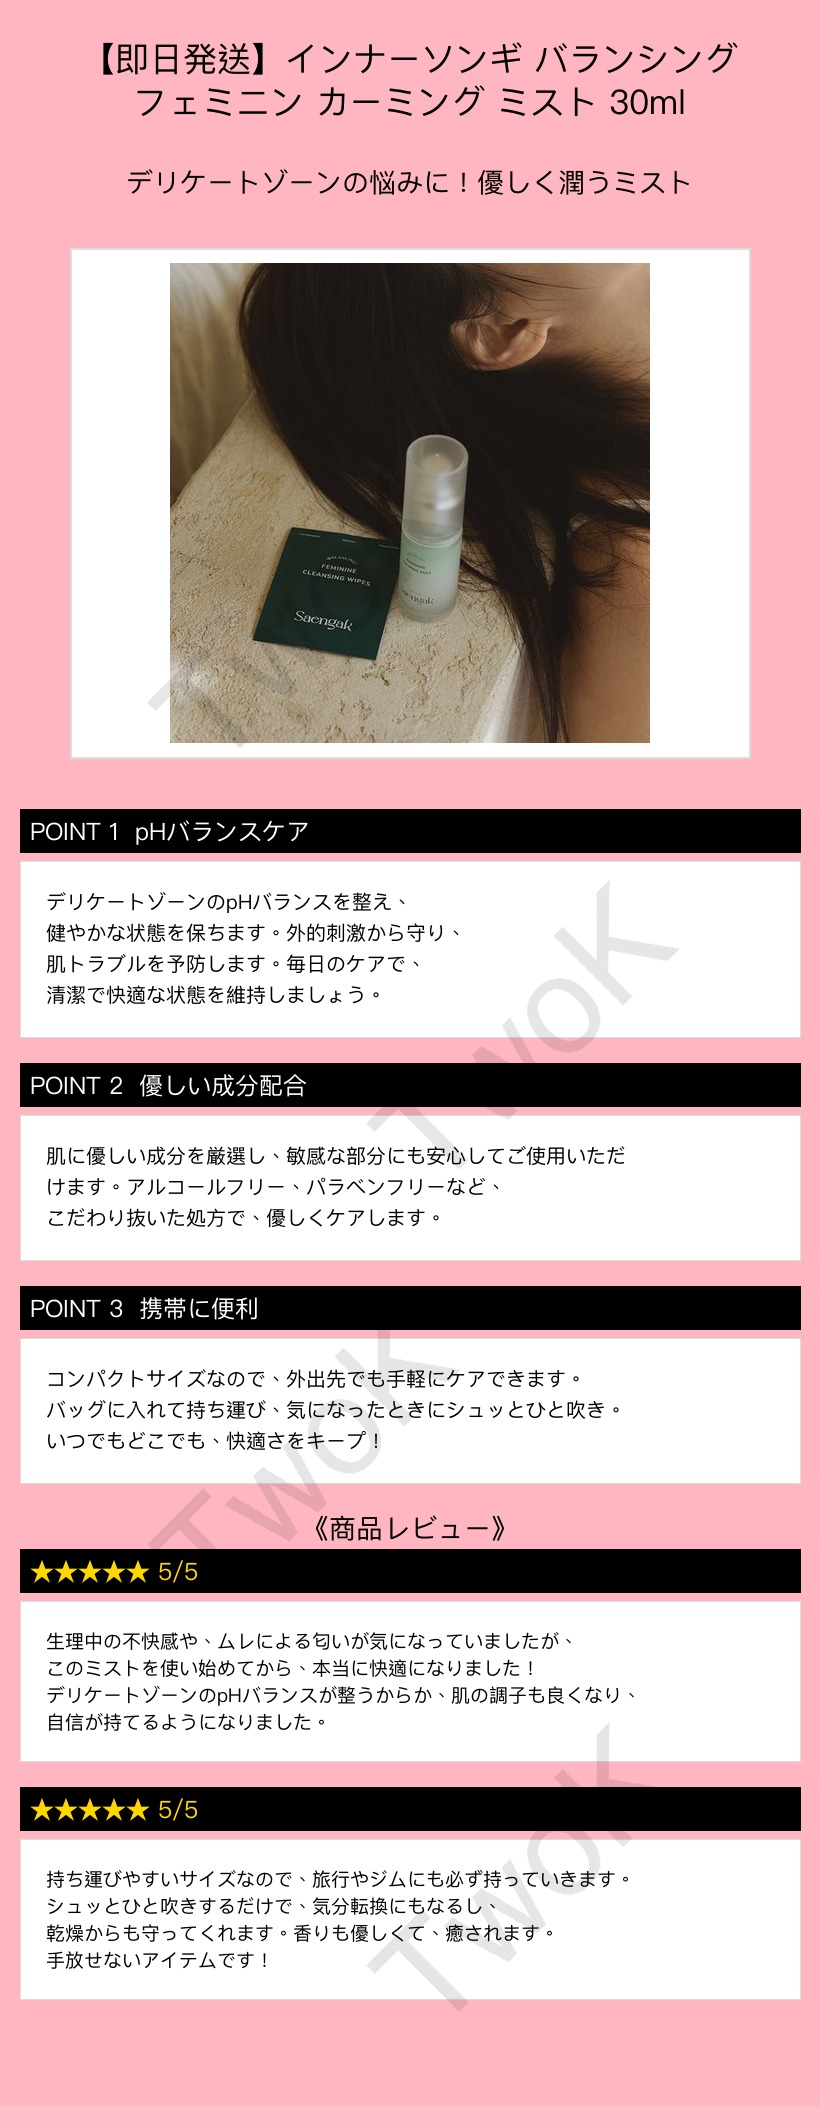 【即日発送】インナーソンギ バランシング
フェミニン カーミング ミスト 30ml
デリケートゾーンの悩みに！優しく潤うミスト
BALANCING
FEMININE
CLEANSING WIPES
Saengak
FEMININE
POINT 1 pHバランスケア
デリケートゾーンのpHバランスを整え、
健やかな状態を保ちます。外的刺激から守り、
肌トラブルを予防します。毎日のケアで、
清潔で快適な状態を維持しましょう。
POINT 2 優しい成分配合
肌に優しい成分を厳選し、敏感な部分にも安心してご使用いただ
けます。アルコールフリー、パラベンフリーなど、
こだわり抜いた処方で、優しくケアします。
POINT 3 携帯に便利
コンパクトサイズなので、外出先でも手軽にケアできます。
バッグに入れて持ち運び、気になったときにシュッとひと吹き。
いつでもどこでも、快適さをキープ！
《商品レビュー》
★★★★★ 5/5
生理中の不快感や、ムレによる匂いが気になっていましたが、
このミストを使い始めてから、本当に快適になりました！
デリケートゾーンのpHバランスが整うからか、肌の調子も良くなり、
自信が持てるようになりました。
★★★★★ 5/5
持ち運びやすいサイズなので、旅行やジムにも必ず持っていきます。
シュッとひと吹きするだけで、気分転換にもなるし、
乾燥からも守ってくれます。香りも優しくて、癒されます。
手放せないアイテムです！
TwoK
TwoK
TwoK
TwoK